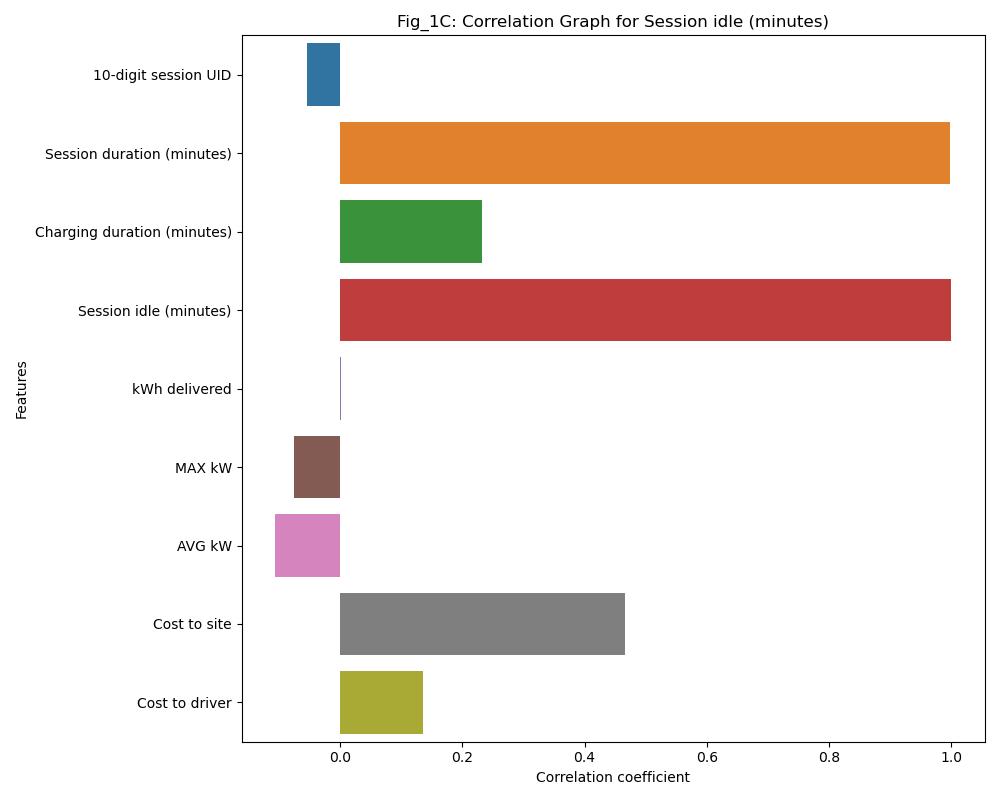 Fig_1C: Correlation Graph for Session idle (minutes)
Features
10-digit session UID
Session duration (minutes)
Charging duration (minutes)
Session idle (minutes)
kWh delivered
MAX kW
AVG kW
Cost to site
Cost to driver
0.0 0.2 0.4 0.6 0.8 1.0
Correlation coefficient